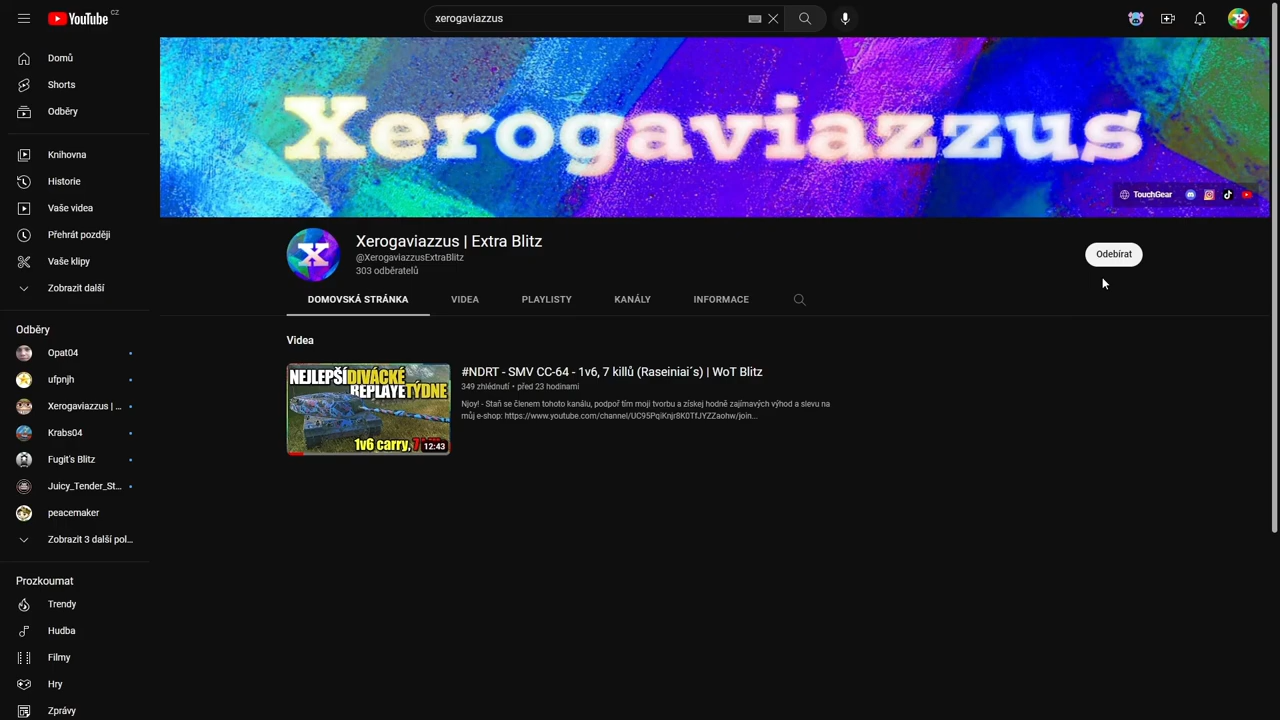 YouTube CZ
xerogaviazzus
Domů
Shorts
Odběry
Knihovna
Historie
Vaše videa
Přehrát později
Vaše klipy
Zobrazit další
Odběry
Opat04
ufpnjh
Xerogaviazzus | ...
Krabs04
Fugit's Blitz
Juicy_Tender_St...
peacemaker
Zobrazit 3 další pol...
Prozkoumat
Trendy
Hudba
Filmy
Hry
Zprávy
Xerogaviazzus
TouchGear
X
Xerogaviazzus | Extra Blitz
@XerogaviazzusExtraBlitz
303 odběratelů
Odebírat
DOMOVSKÁ STRÁNKA VIDEA PLAYLISTY KANÁLY INFORMACE
Videa
NEJLEPŠÍ DIVÁCKÉ
REPLAYE TÝDNE
1v6 carry, 7
12:43
#NDRT - SMV CC-64 - 1v6, 7 killů (Raseiniai´s) | WoT Blitz
349 zhlédnutí • před 23 hodinami
Njoy! - Staň se členem tohoto kanálu, podpoř tím moji tvorbu a získej hodně zajímavých výhod a slevu na
můj e-shop: https://www.youtube.com/channel/UC95PqiKnjr8K0TfJYZZaohw/join...